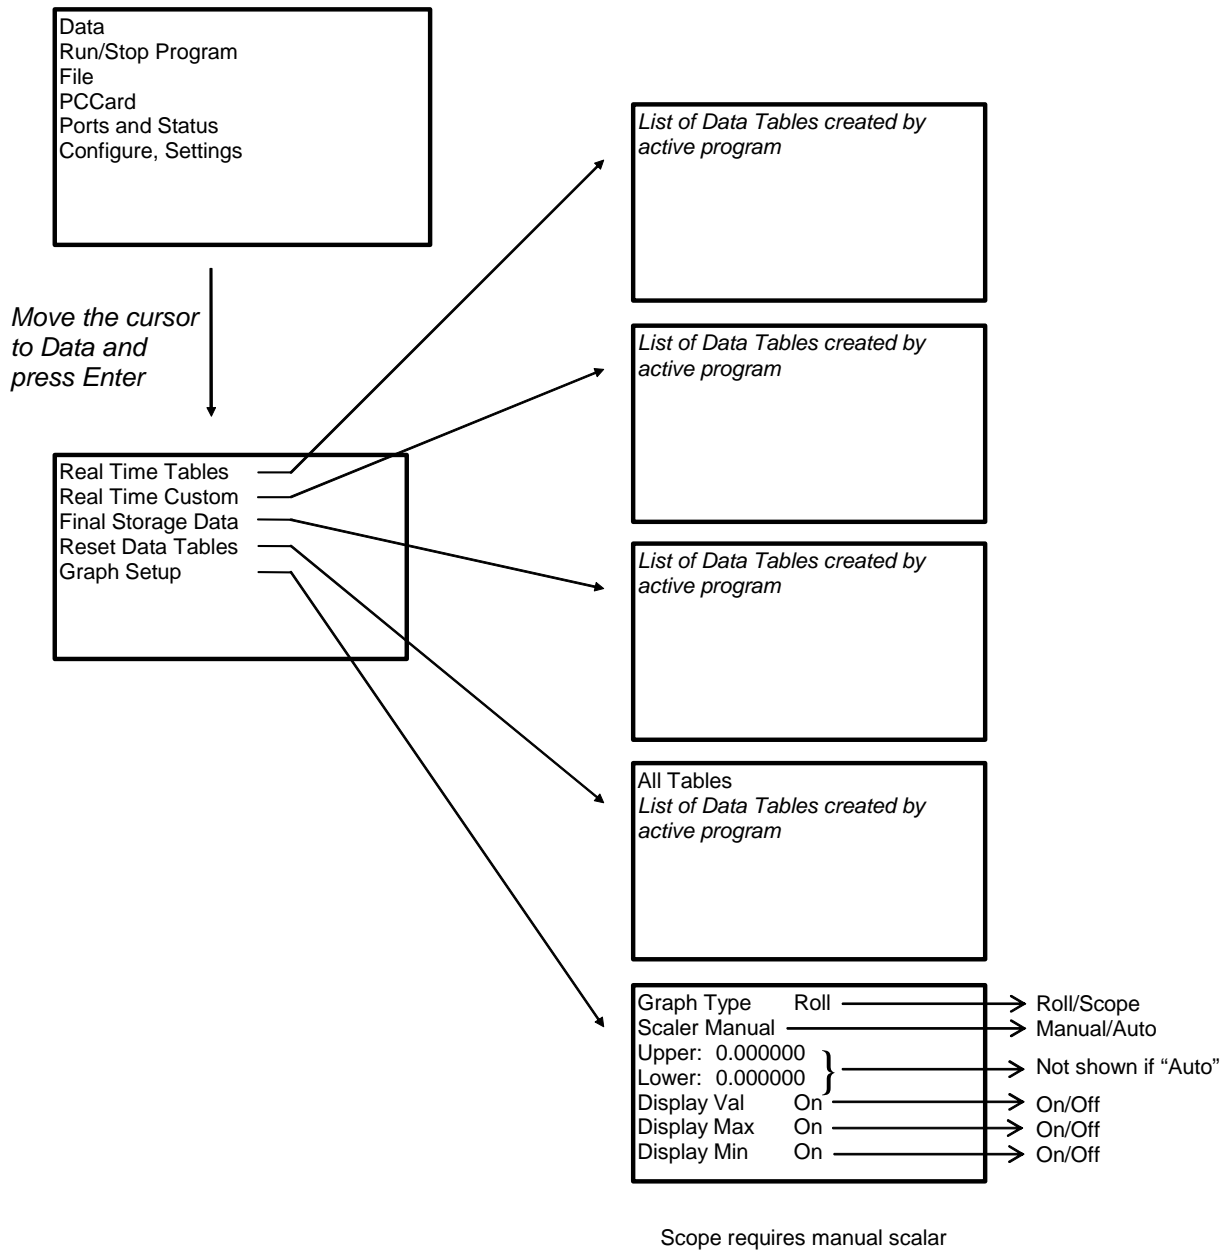 Data
Run/Stop Program
File
PCCard
Ports and Status
Configure, Settings
Move the cursor
to Data and
press Enter
Real Time Tables
Real Time Custom
Final Storage Data
Reset Data Tables
Graph Setup
List of Data Tables created by
active program
List of Data Tables created by
active program
List of Data Tables created by
active program
All Tables
List of Data Tables created by
active program
Graph Type Roll Roll/Scope
Scaler Manual Manual/Auto
Upper: 0.000000
Lower: 0.000000
} Not shown if “Auto”
Display Val On On/Off
Display Max On On/Off
Display Min On On/Off
Scope requires manual scalar